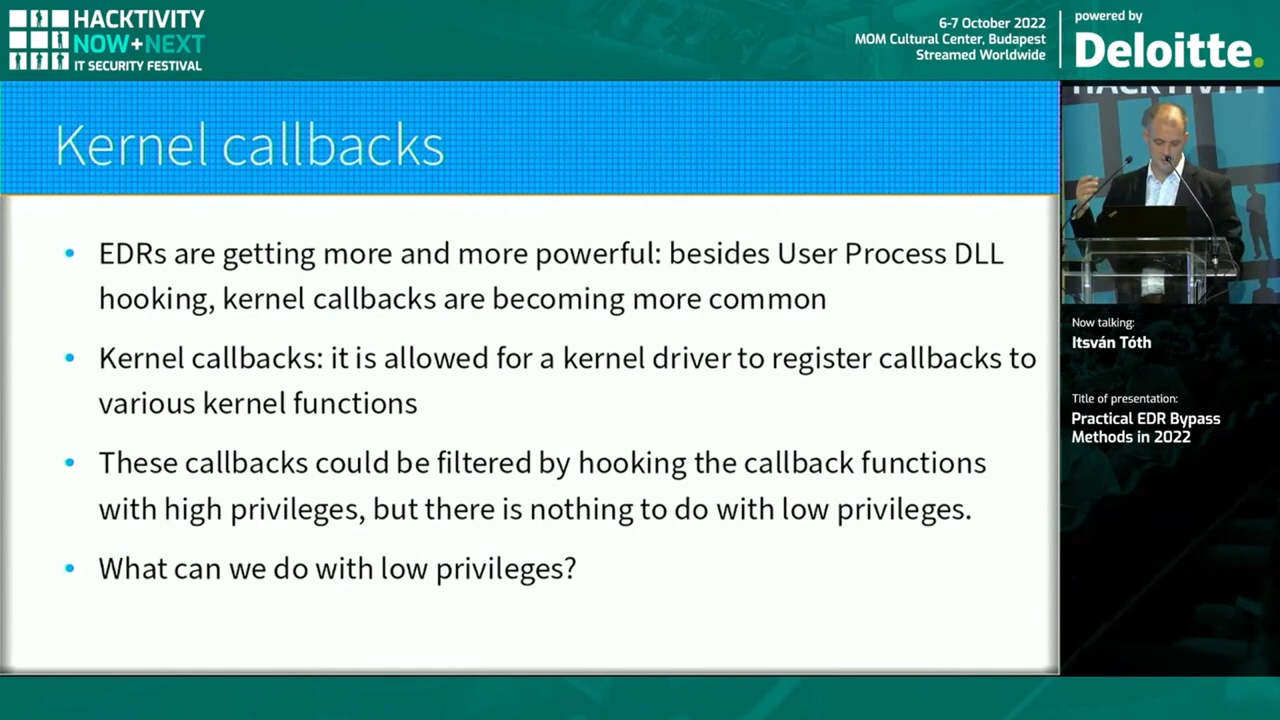 HACKTIVITY
NOW+NEXT
IT SECURITY FESTIVAL
6-7 October 2022
MOM Cultural Center, Budapest
Streamed Worldwide
powered by
Deloitte.
Kernel callbacks
• EDRs are getting more and more powerful: besides User Process DLL
hooking, kernel callbacks are becoming more common
• Kernel callbacks: it is allowed for a kernel driver to register callbacks to
various kernel functions
• These callbacks could be filtered by hooking the callback functions
with high privileges, but there is nothing to do with low privileges.
• What can we do with low privileges?
HACKTIVITY
Now talking:
Itsván Tóth
Title of presentation:
Practical EDR Bypass
Methods in 2022